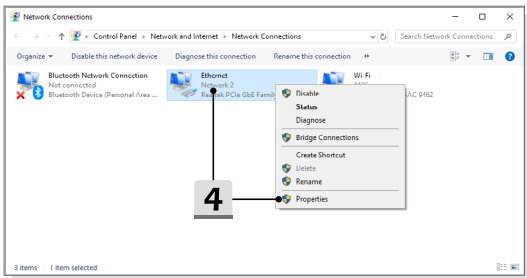 Network Connections
Control Panel > Network and Internet > Network Connections
Search Network Connections
Organize
Disable this network device
Diagnose this connection
Rename this connection
»
Bluetooth Network Connection
Not connected
Bluetooth Device (Personal Area ...
Ethernet
Network 2
Realtek PCIe GbE Family
Wi Fi
AC 9462
Disable
Status
Diagnose
Bridge Connections
Create Shortcut
Delete
Rename
Properties
4
3 items
1 item selected